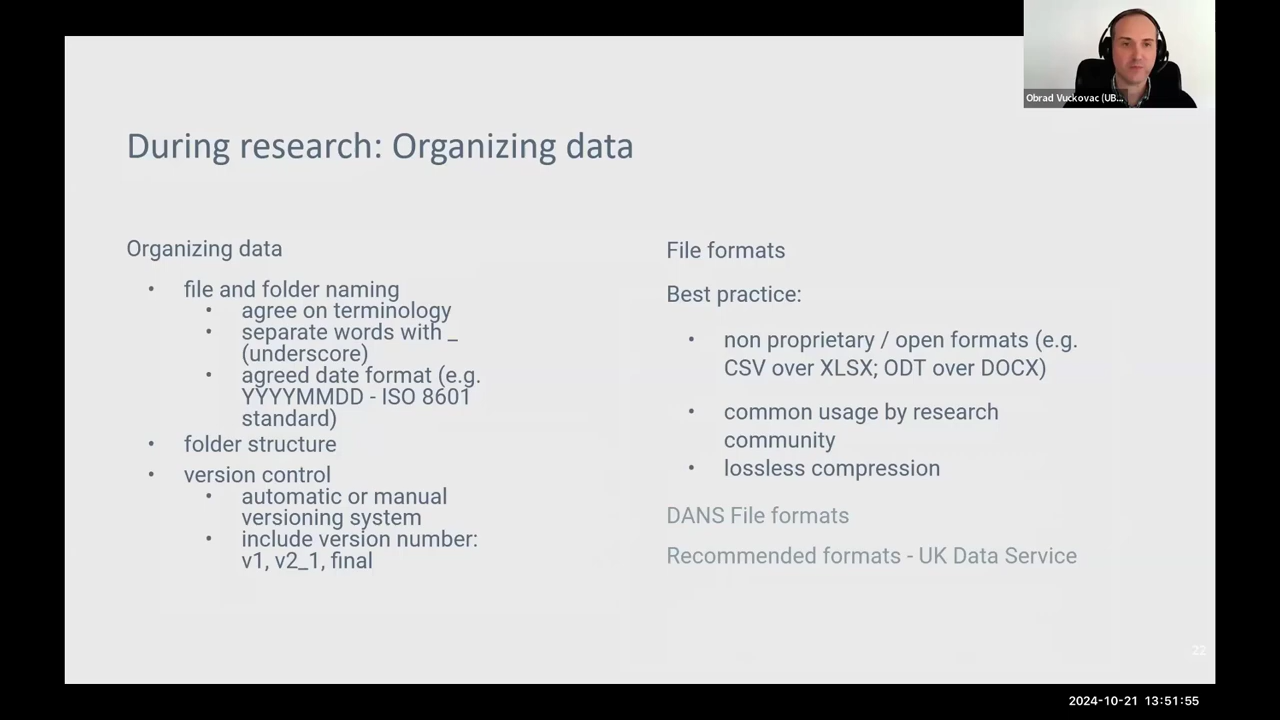 Obrad Vuckovac (UB...
During research: Organizing data
Organizing data
• file and folder naming
• agree on terminology
• separate words with _
(underscore)
• agreed date format (e.g.
YYYYMMDD - ISO 8601
standard)
• folder structure
• version control
• automatic or manual
versioning system
• include version number:
v1, v2_1, final
File formats
Best practice:
• non proprietary / open formats (e.g.
CSV over XLSX; ODT over DOCX)
• common usage by research
community
• lossless compression
DANS File formats
Recommended formats - UK Data Service
22
2024-10-21 13:51:55